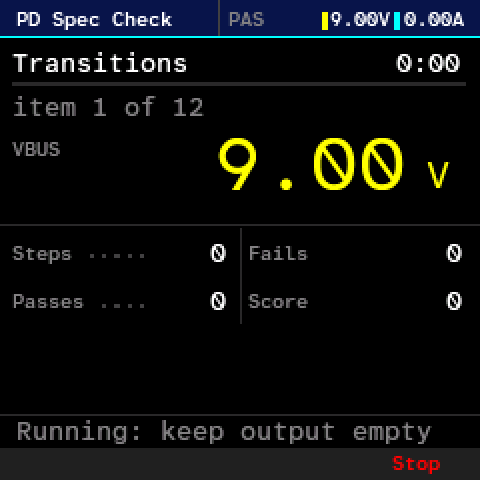 PD Spec Check PAS 9.00V 0.00A
Transitions 0:00
item 1 of 12
VBUS 9.00 V
Steps ..... 0 Fails 0
Passes .... 0 Score 0
Running: keep output empty
Stop